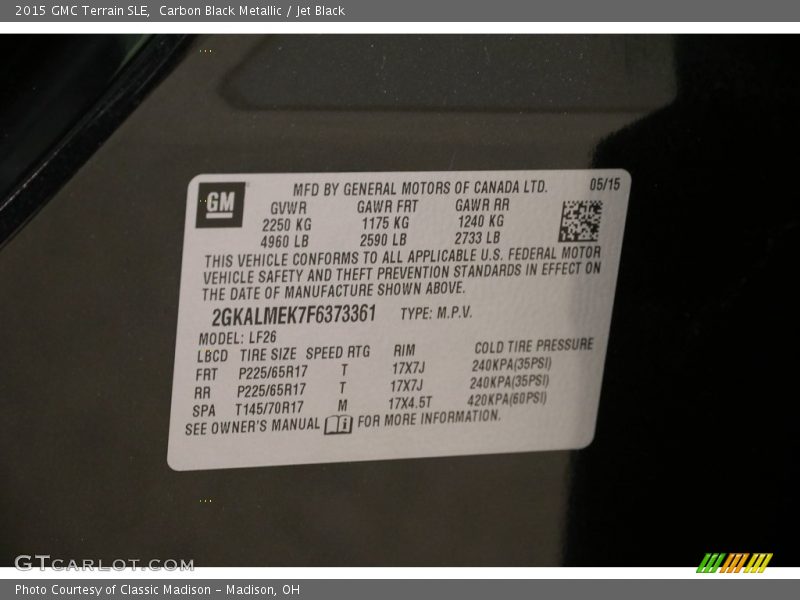 2015 GMC Terrain SLE, Carbon Black Metallic / Jet Black
GM
MFD BY GENERAL MOTORS OF CANADA LTD. 05/15
GVWR GAWR FRT GAWR RR
2250 KG 1175 KG 1240 KG
4960 LB 2590 LB 2733 LB
THIS VEHICLE CONFORMS TO ALL APPLICABLE U.S. FEDERAL MOTOR
VEHICLE SAFETY AND THEFT PREVENTION STANDARDS IN EFFECT ON
THE DATE OF MANUFACTURE SHOWN ABOVE.
2GKALMEK7F6373361 TYPE: M.P.V.
MODEL: LF26
LBCD TIRE SIZE SPEED RTG RIM COLD TIRE PRESSURE
FRT P225/65R17 T 17X7J 240KPA(35PSI)
RR P225/65R17 T 17X7J 240KPA(35PSI)
SPA T145/70R17 M 17X4.5T 420KPA(60PSI)
SEE OWNER'S MANUAL i FOR MORE INFORMATION.
GTCARLOT.COM
Photo Courtesy of Classic Madison - Madison, OH